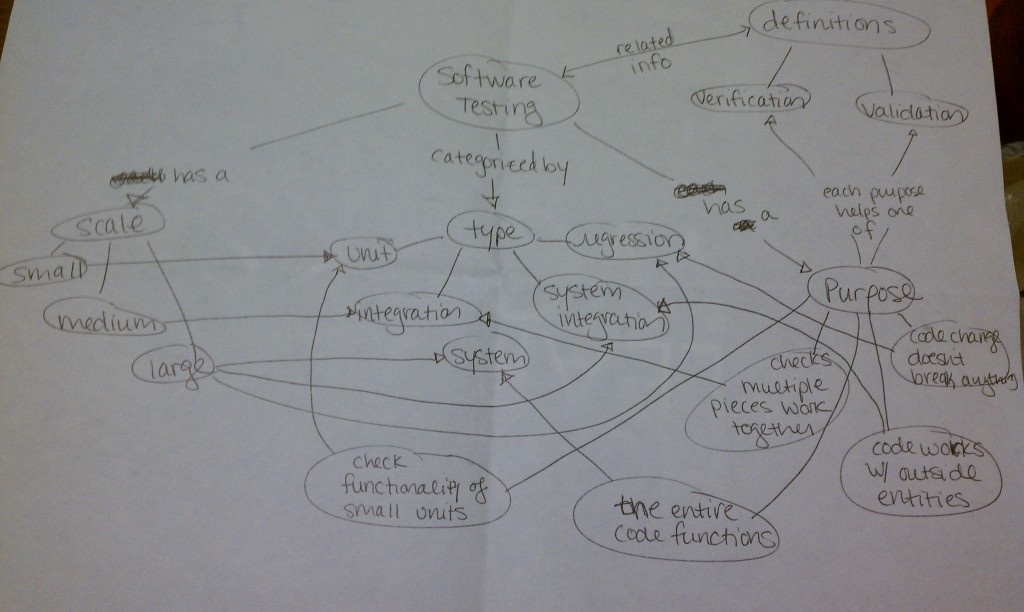 definitions
related
info
Software
Testing
verification
validation
categorized by
has a
each purpose
helps one
of
has
a
scale
type
unit
regression
small
Purpose
system
integration
medium
integration
system
large
code change
doesn't
break anything
checks
multiple
pieces work
together
code works
w/ outside
entities
check
functionality of
small units
the entire
code functions